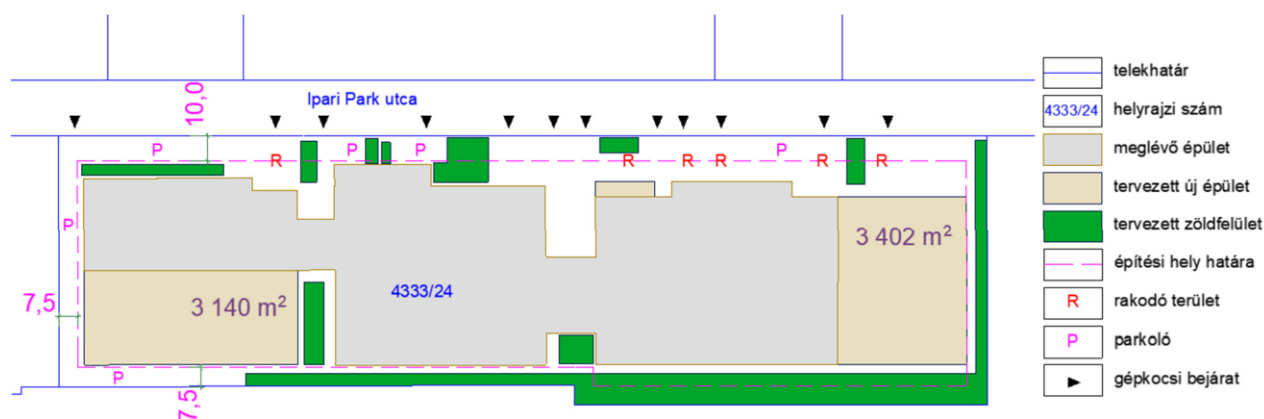 Ipari Park utca
10,0
P
R
P
P
R
R
R
P
R
R
P
3 402 m²
4333/24
3 140 m²
7,5
P
7,5
telekhatár
4333/24 helyrajzi szám
meglévő épület
tervezett új épület
tervezett zöldfelület
építési hely határa
R rakodó terület
P parkoló
gépkocsi bejárat